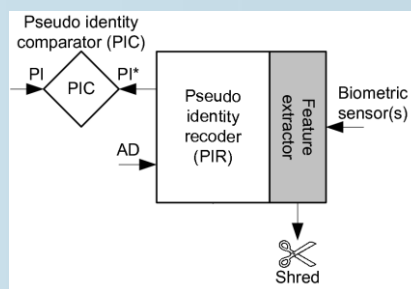 Pseudo identity
comparator (PIC)
PI
PIC
PI*
Pseudo
identity
recoder
(PIR)
Feature
extractor
Biometric
sensor(s)
AD
Shred